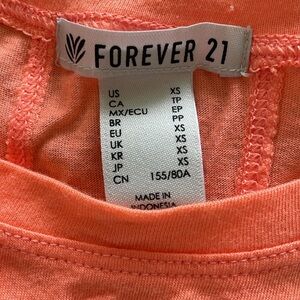 FOREVER 21
US XS
CA TP
MX/ECU EP
BR PP
EU XS
UK XS
KR XS
JP XS
CN 155/80A
MADE IN
INDONESIA